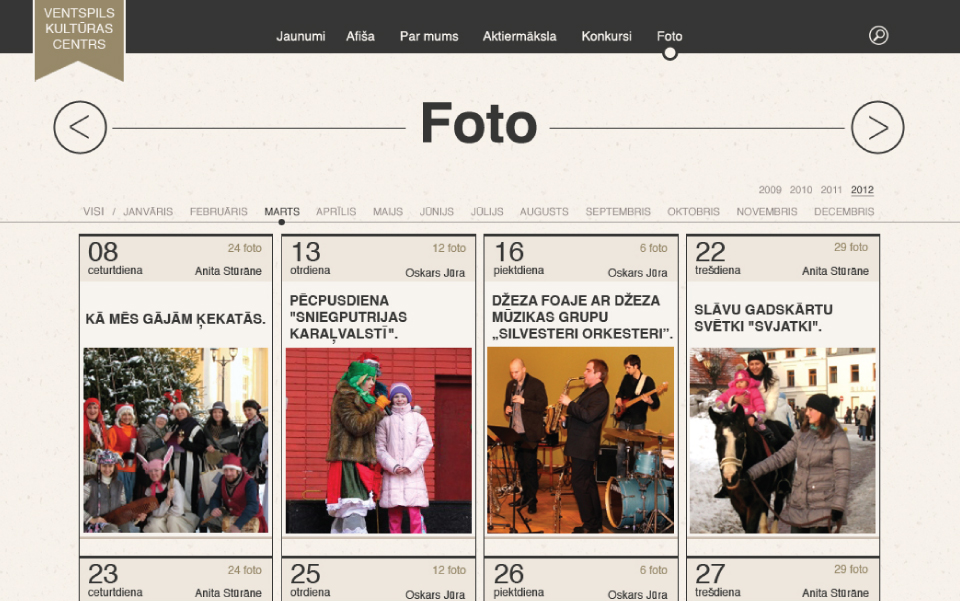 VENTSPILS
KULTŪRAS
CENTRS
Jaunumi Afiša Par mums Aktiermāksla Konkursi Foto
< Foto >
2009 2010 2011 2012
VISI / JANVĀRIS FEBRUĀRIS MARTS APRĪLIS MAIJS JŪNIJS JŪLIJS AUGUSTS SEPTEMBRIS OKTOBRIS NOVEMBRIS DECEMBRIS
08 24 foto
ceturtdiena Anita Stūrāne
KĀ MĒS GĀJĀM ĶEKATĀS.
13 12 foto
otrdiena Oskars Jūra
PĒCPUSDIENA
"SNIEGPUTRIJAS
KARAĻVALSTĪ".
16 6 foto
piektdiena Oskars Jūra
DŽEZA FOAJE AR DŽEZA
MŪZIKAS GRUPU
„SILVESTERI ORKESTERI”.
22 29 foto
trešdiena Anita Stūrāne
SLĀVU GADSKĀRTU
SVĒTKI "SVJATKI".
23 24 foto
ceturtdiena Anita Stūrāne
25 12 foto
otrdiena Oskars Jūra
26 6 foto
piektdiena Oskars Jūra
27 29 foto
trešdiena Anita Stūrāne